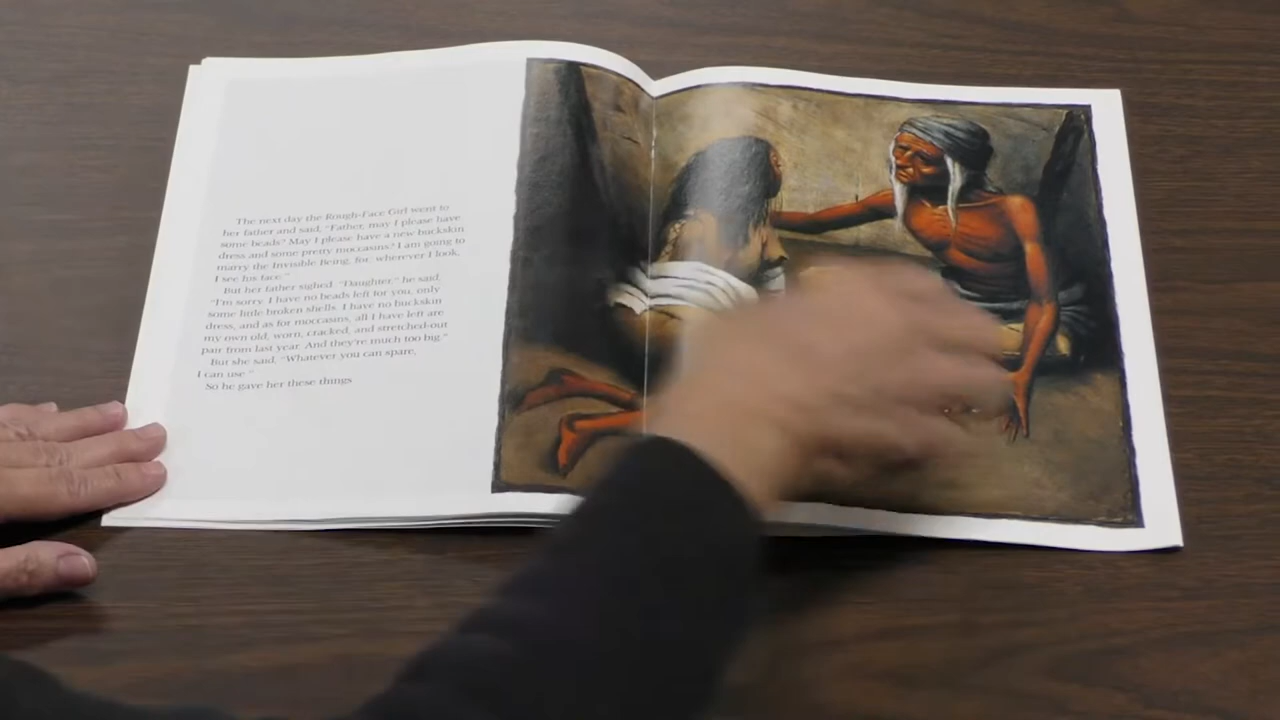 The next day the Rough-Face Girl went to
her father and said, "Father, may I please have
some beads? May I please have a new buckskin
dress and some pretty moccasins? I am going to
marry the Invisible Being, for, wherever I look,
I see his face."
But her father sighed. "Daughter," he said,
"I'm sorry. I have no beads left for you, only
some little broken shells. I have no buckskin
dress, and as for moccasins, all I have left are
my own old, worn, cracked, and stretched-out
pair from last year. And they're much too big."
But she said, "Whatever you can spare,
I can use."
So he gave her these things